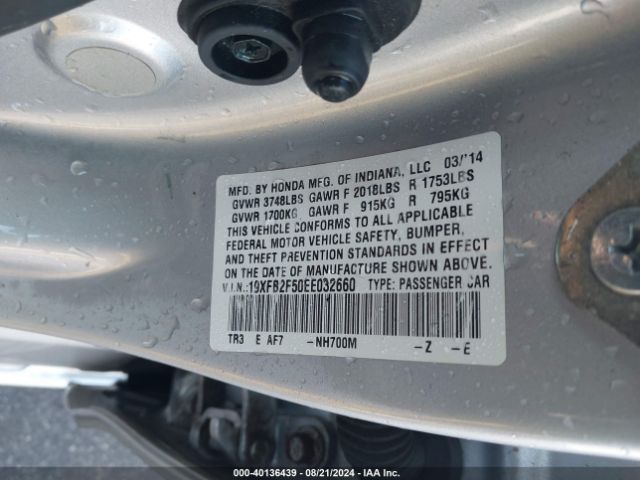 MFD. BY HONDA MFG. OF INDIANA, LLC 03/'14
GVWR 3748LBS GAWR F 2018LBS R 1753LBS
GVWR 1700KG GAWR F 915KG R 795KG
THIS VEHICLE CONFORMS TO ALL APPLICABLE
FEDERAL MOTOR VEHICLE SAFETY, BUMPER,
AND THEFT PREVENTION STANDARDS IN EFFECT
ON THE DATE OF MANUFACTURE SHOWN ABOVE.
V.I.N.:19XFB2F50EE032660 TYPE: PASSENGER CAR
TR3 E AF7 -NH700M -Z -E
000-40136439 - 08/21/2024 - IAA Inc.